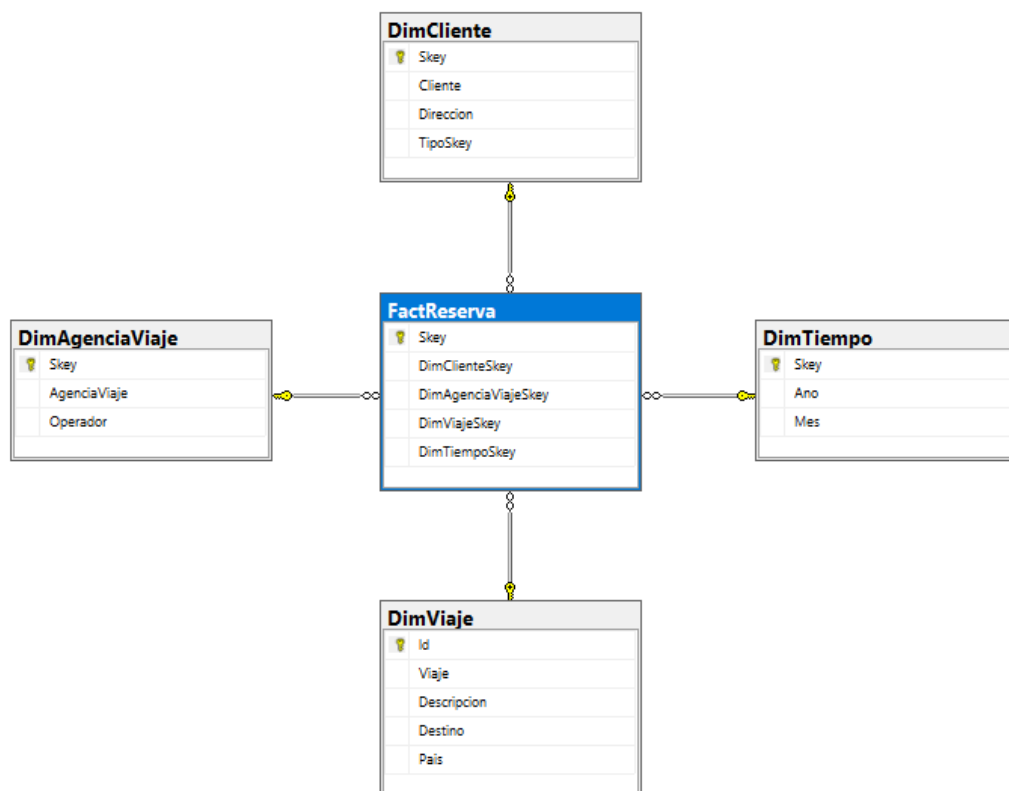 DimCliente
Skey
Cliente
Direccion
TipoSkey
FactReserva
Skey
DimClienteSkey
DimAgenciaViajeSkey
DimViajeSkey
DimTiempoSkey
DimAgenciaViaje
Skey
AgenciaViaje
Operador
DimTiempo
Skey
Ano
Mes
DimViaje
Id
Viaje
Descripcion
Destino
Pais